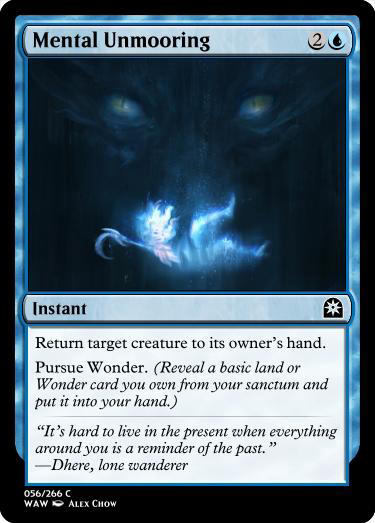 Mental Unmooring 2
Instant
Return target creature to its owner's hand.
Pursue Wonder. (Reveal a basic land or
Wonder card you own from your sanctum and
put it into your hand.)
"It's hard to live in the present when everything
around you is a reminder of the past."
—Dhere, lone wanderer
056/266 C
WAW Alex Chow